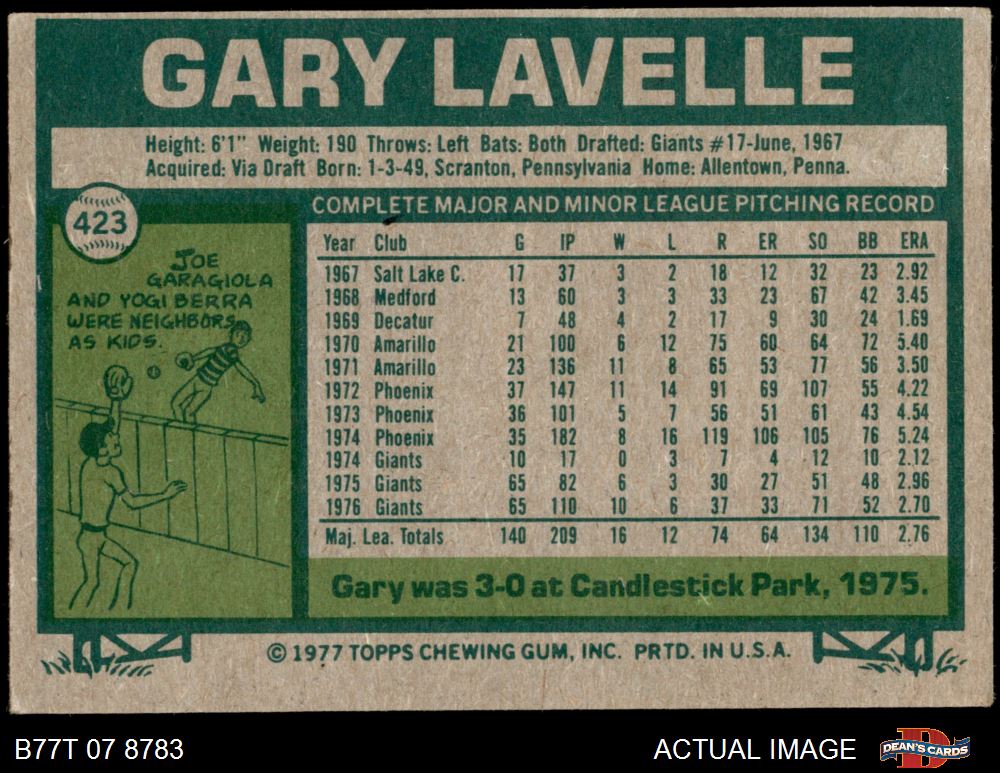 GARY LAVELLE
Height: 6'1" Weight: 190 Throws: Left Bats: Both Drafted: Giants #17-June, 1967
Acquired: Via Draft Born: 1-3-49, Scranton, Pennsylvania Home: Allentown, Penna.
423
JOE
GARAGIOLA
AND YOGI BERRA
WERE NEIGHBORS
AS KIDS.
COMPLETE MAJOR AND MINOR LEAGUE PITCHING RECORD
Year Club G IP W L R ER SO BB ERA
1967 Salt Lake C. 17 37 3 2 18 12 32 23 2.92
1968 Medford 13 60 3 3 33 23 67 42 3.45
1969 Decatur 7 48 4 2 17 9 30 24 1.69
1970 Amarillo 21 100 6 12 75 60 64 72 5.40
1971 Amarillo 23 136 11 8 65 53 77 56 3.50
1972 Phoenix 37 147 11 14 91 69 107 55 4.22
1973 Phoenix 36 101 5 7 56 51 61 43 4.54
1974 Phoenix 35 182 8 16 119 106 105 76 5.24
1974 Giants 10 17 0 3 7 4 12 10 2.12
1975 Giants 65 82 6 3 30 27 51 48 2.96
1976 Giants 65 110 10 6 37 33 71 52 2.70
Maj. Lea. Totals 140 209 16 12 74 64 134 110 2.76
Gary was 3-0 at Candlestick Park, 1975.
© 1977 TOPPS CHEWING GUM, INC. PRTD. IN U.S.A.
B77T 07 8783 ACTUAL IMAGE DEAN'S CARDS